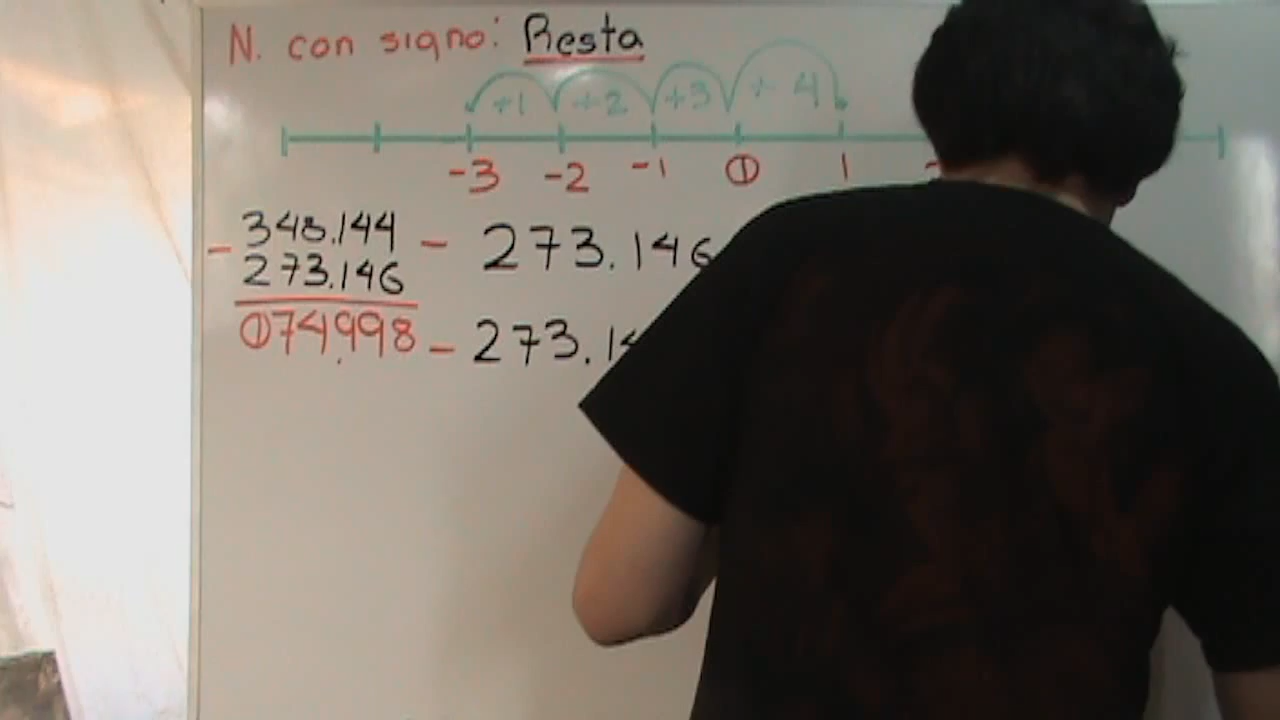 N. con signo: Resta
+1 +2 +3 + 4
-3 -2 -1 0 1
- 348.144
273.146
074.998
- 273.146
- 273.1